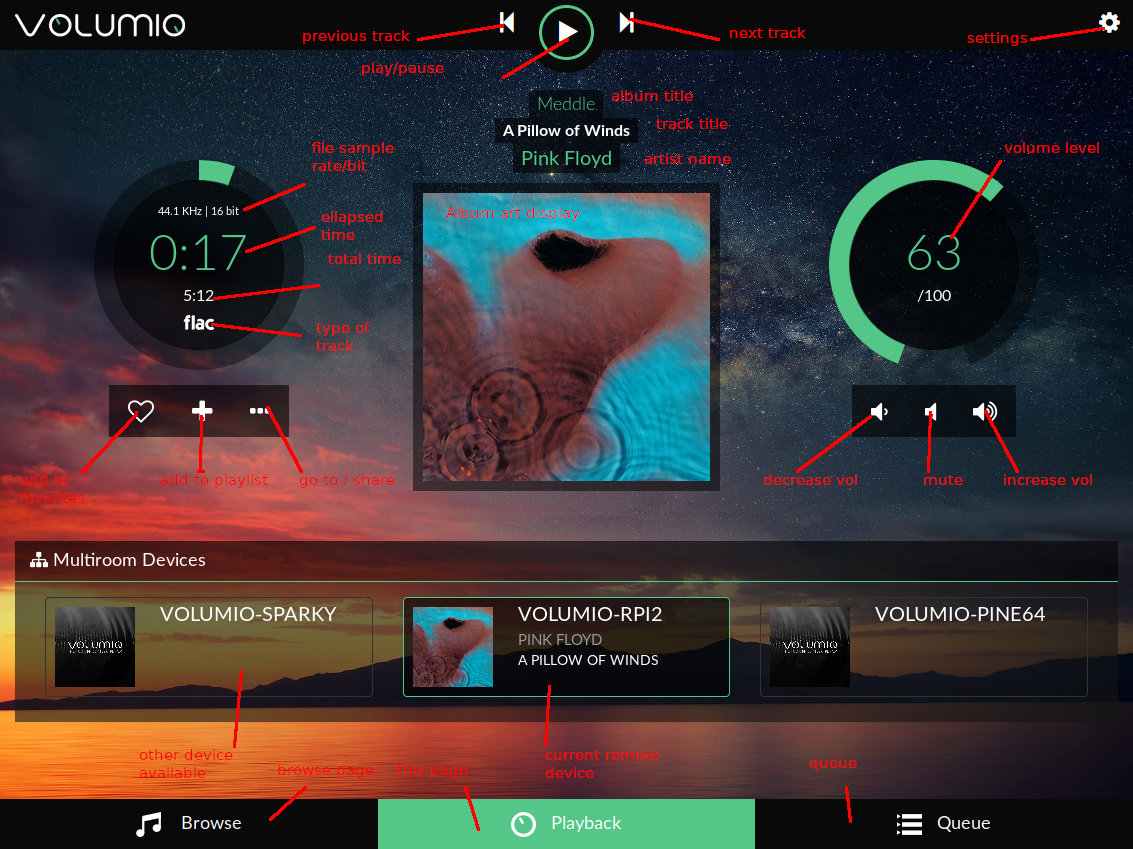 VOLUMIO
previous track
next track
settings
play/pause
album title
Meddle
track title
A Pillow of Winds
artist name
Pink Floyd
file sample
rate/bit
volume level
44.1 KHz | 16 bit
Album art display
ellapsed
time
0:17
63
total time
5:12
/100
flac
type of
track
add to
favorites
add to playlist
go to / share
decrease vol
mute
increase vol
Multiroom Devices
VOLUMIO-SPARKY
VOLUMIO-RPI2
VOLUMIO-PINE64
PINK FLOYD
A PILLOW OF WINDS
VOLUMIO
VOLUMIO
other device
available
browse page
this page
current remote
device
queue
Browse
Playback
Queue